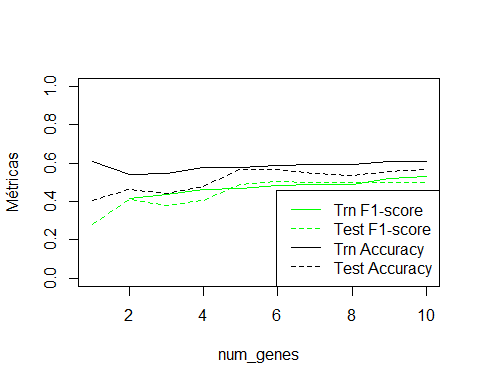 Métricas
1.0
0.8
0.6
0.4
0.2
0.0
Trn F1-score
Test F1-score
Trn Accuracy
Test Accuracy
2 4 6 8 10
num_genes